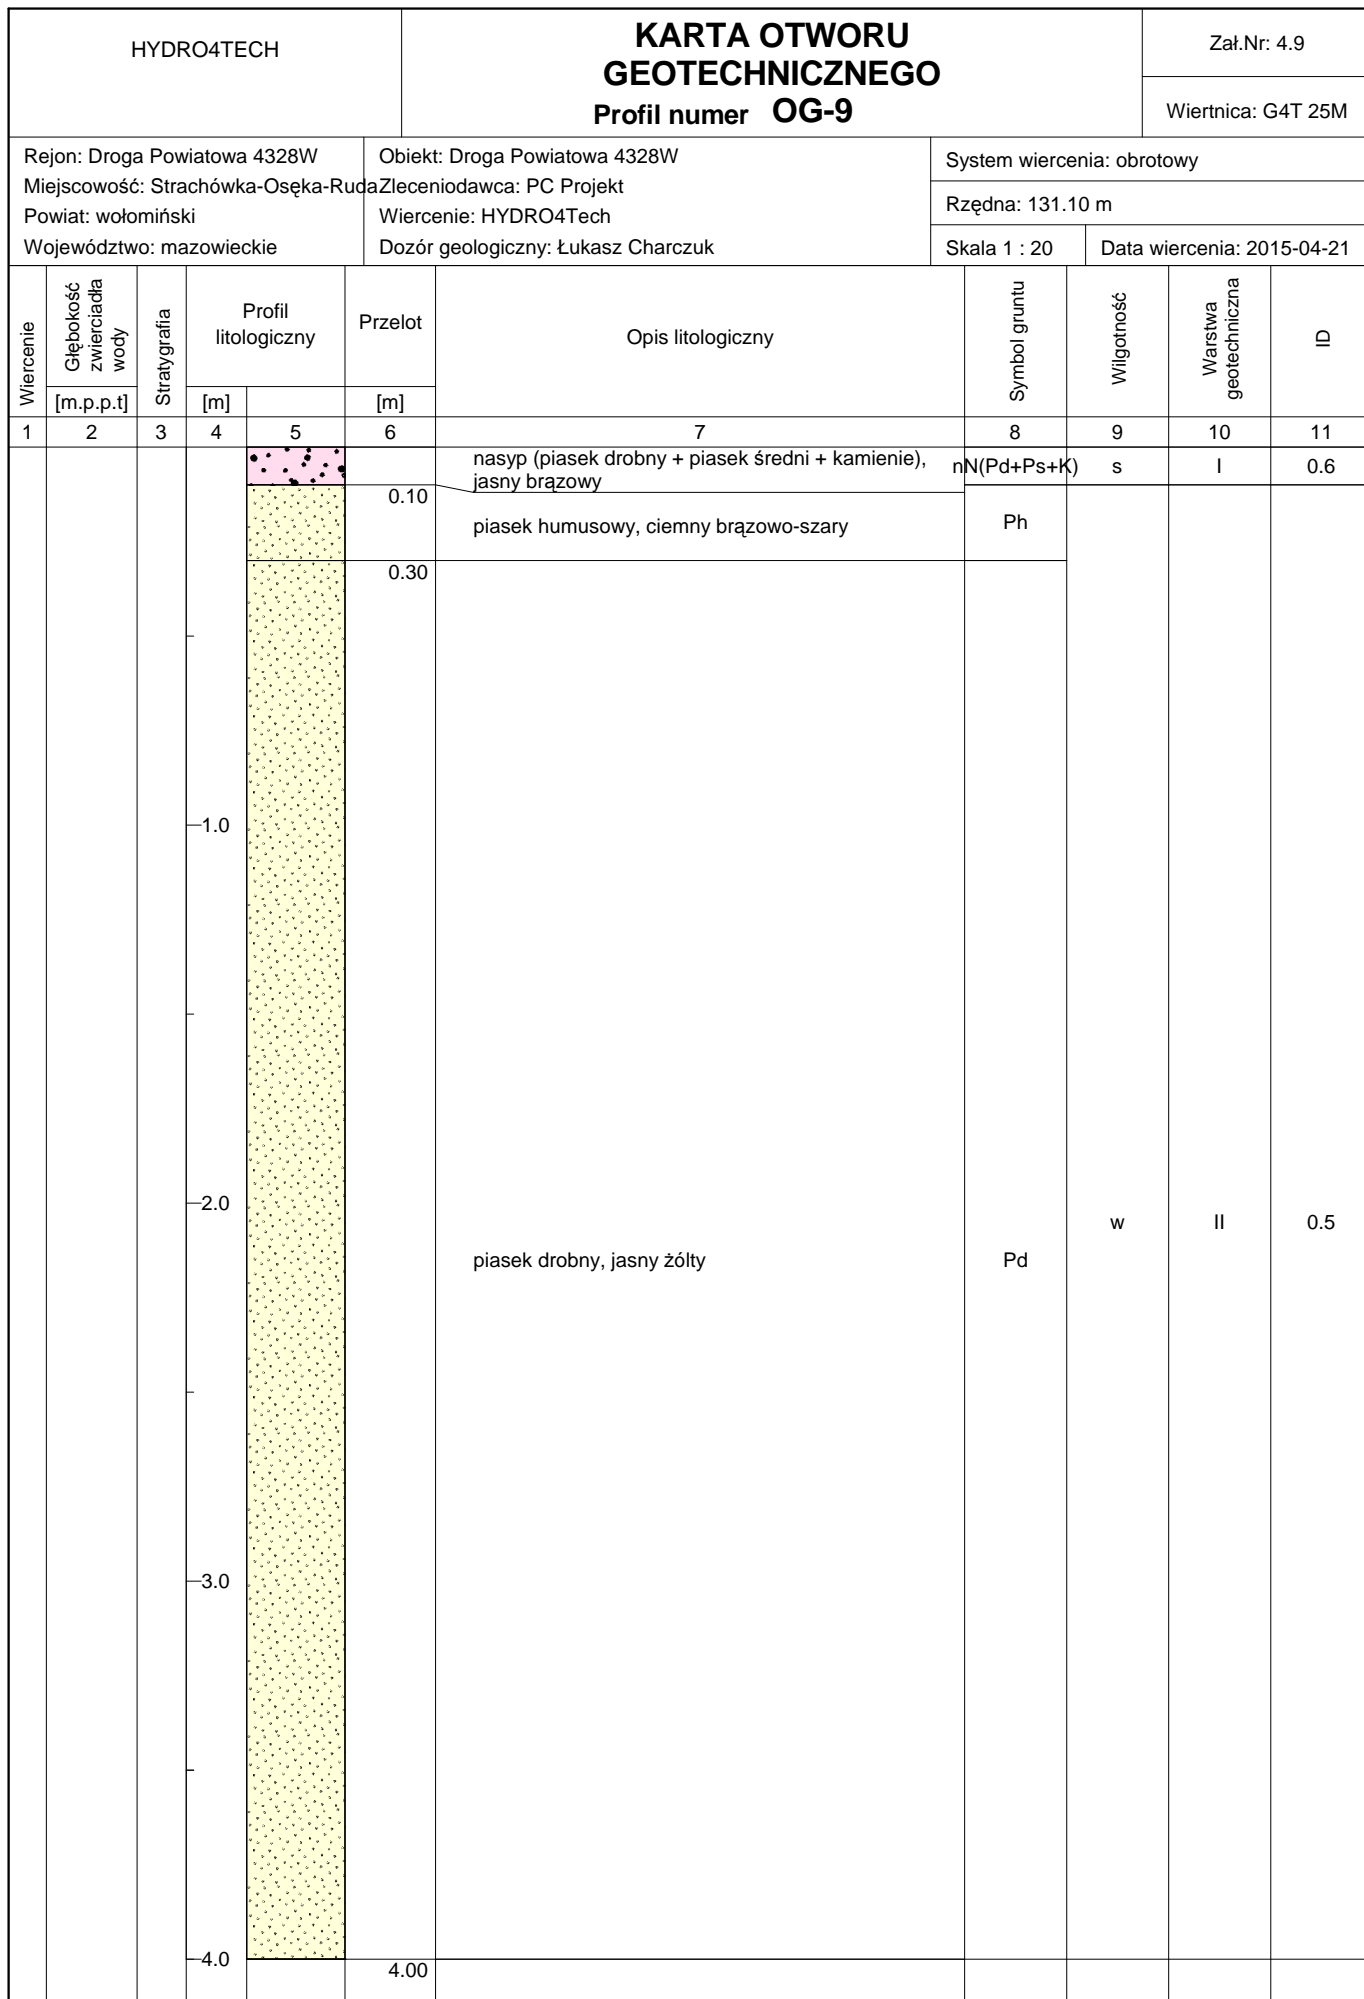 HYDRO4TECH
KARTA OTWORU
GEOTECHNICZNEGO
Profil numer OG-9
Zał.Nr: 4.9
Wiertnica: G4T 25M
Rejon: Droga Powiatowa 4328W
Miejscowość: Strachówka-Osęka-Ruda
Powiat: wołomiński
Województwo: mazowieckie
Obiekt: Droga Powiatowa 4328W
Zleceniodawca: PC Projekt
Wiercenie: HYDRO4Tech
Dozór geologiczny: Łukasz Charczuk
System wiercenia: obrotowy
Rzędna: 131.10 m
Skala 1 : 20
Data wiercenia: 2015-04-21
Wiercenie
Głębokość
zwierciadła
wody
[m.p.p.t]
Stratygrafia
Profil
litologiczny
[m]
Przelot
[m]
Opis litologiczny
Symbol gruntu
Wilgotność
Warstwa
geotechniczna
ID
1 2 3 4 5 6 7 8 9 10 11
nasyp (piasek drobny + piasek średni + kamienie),
jasny brązowy
nN(Pd+Ps+K) s I 0.6
0.10
piasek humusowy, ciemny brązowo-szary Ph
0.30
1.0
2.0
w II 0.5
piasek drobny, jasny żółty Pd
3.0
4.0
4.00